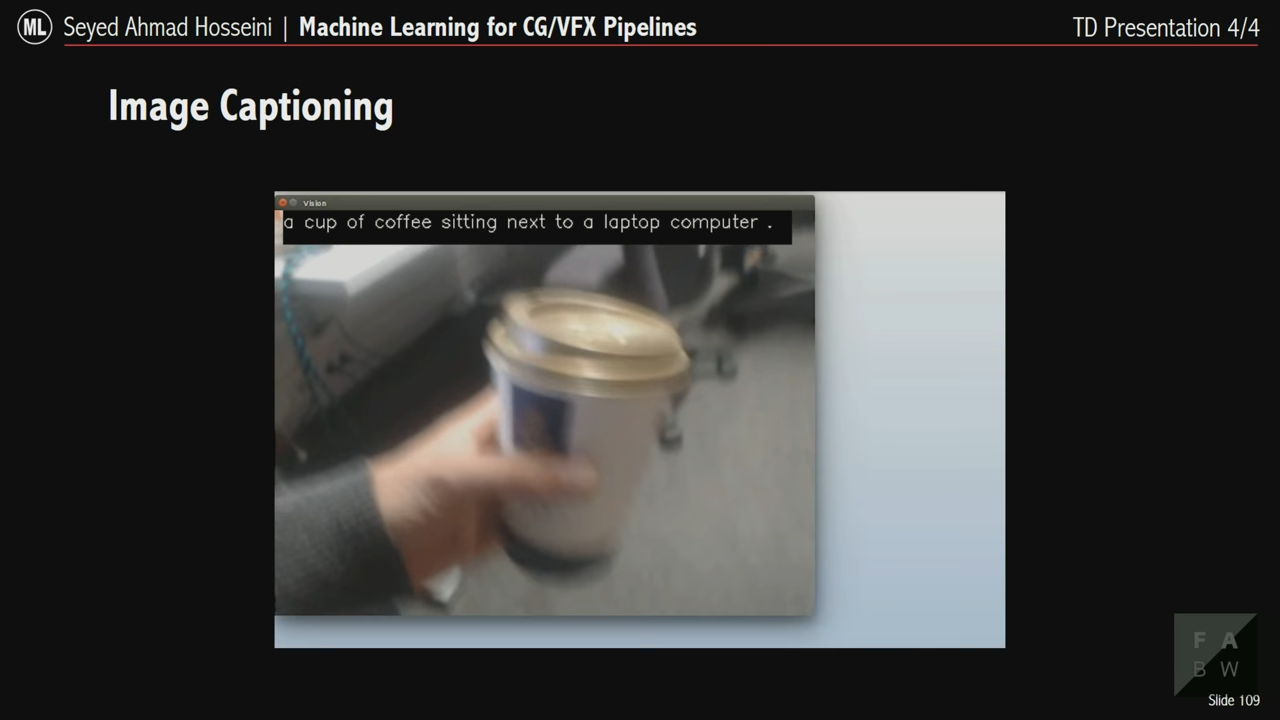 ML Seyed Ahmad Hosseini | Machine Learning for CG/VFX Pipelines TD Presentation 4/4
Image Captioning
Vision
a cup of coffee sitting next to a laptop computer .
F A
B W
Slide 109